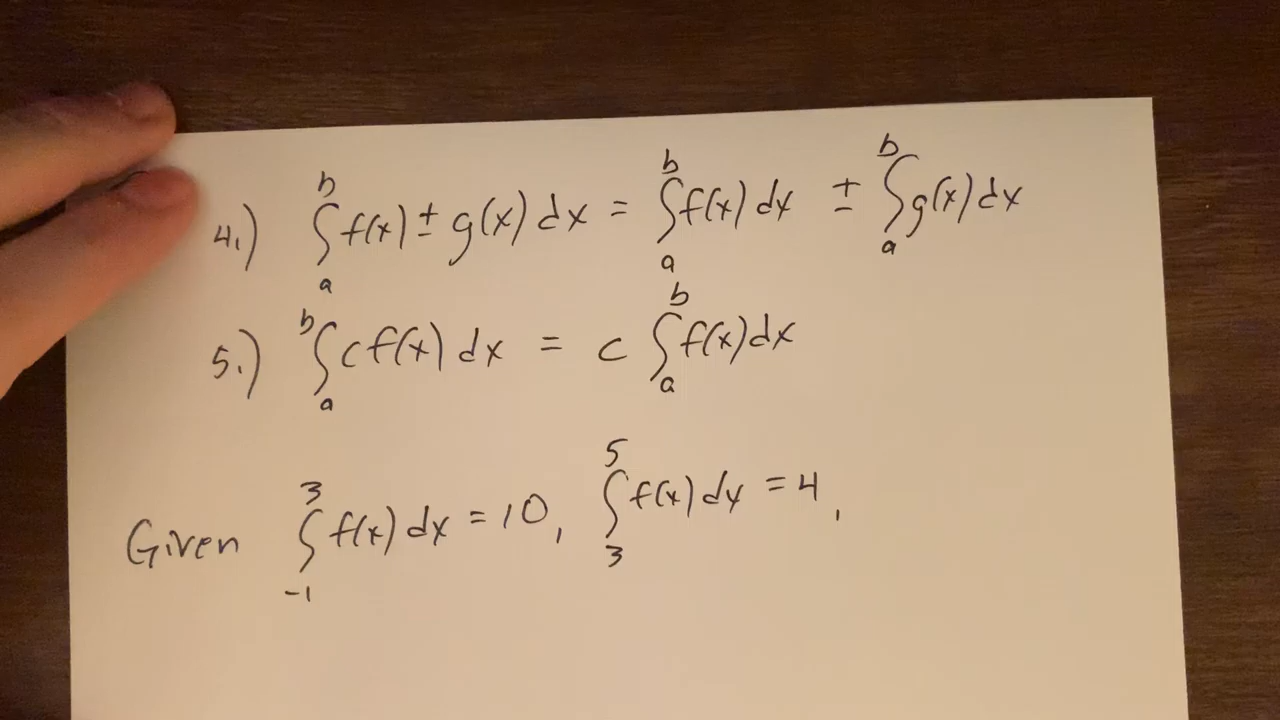 4.) ∫_a^b f(x) ± g(x) dx = ∫_a^b f(x) dx ± ∫_a^b g(x) dx
5.) ∫_a^b c f(x) dx = c ∫_a^b f(x) dx
Given ∫_{-1}^3 f(x) dx = 10, ∫_3^5 f(x) dx = 4,